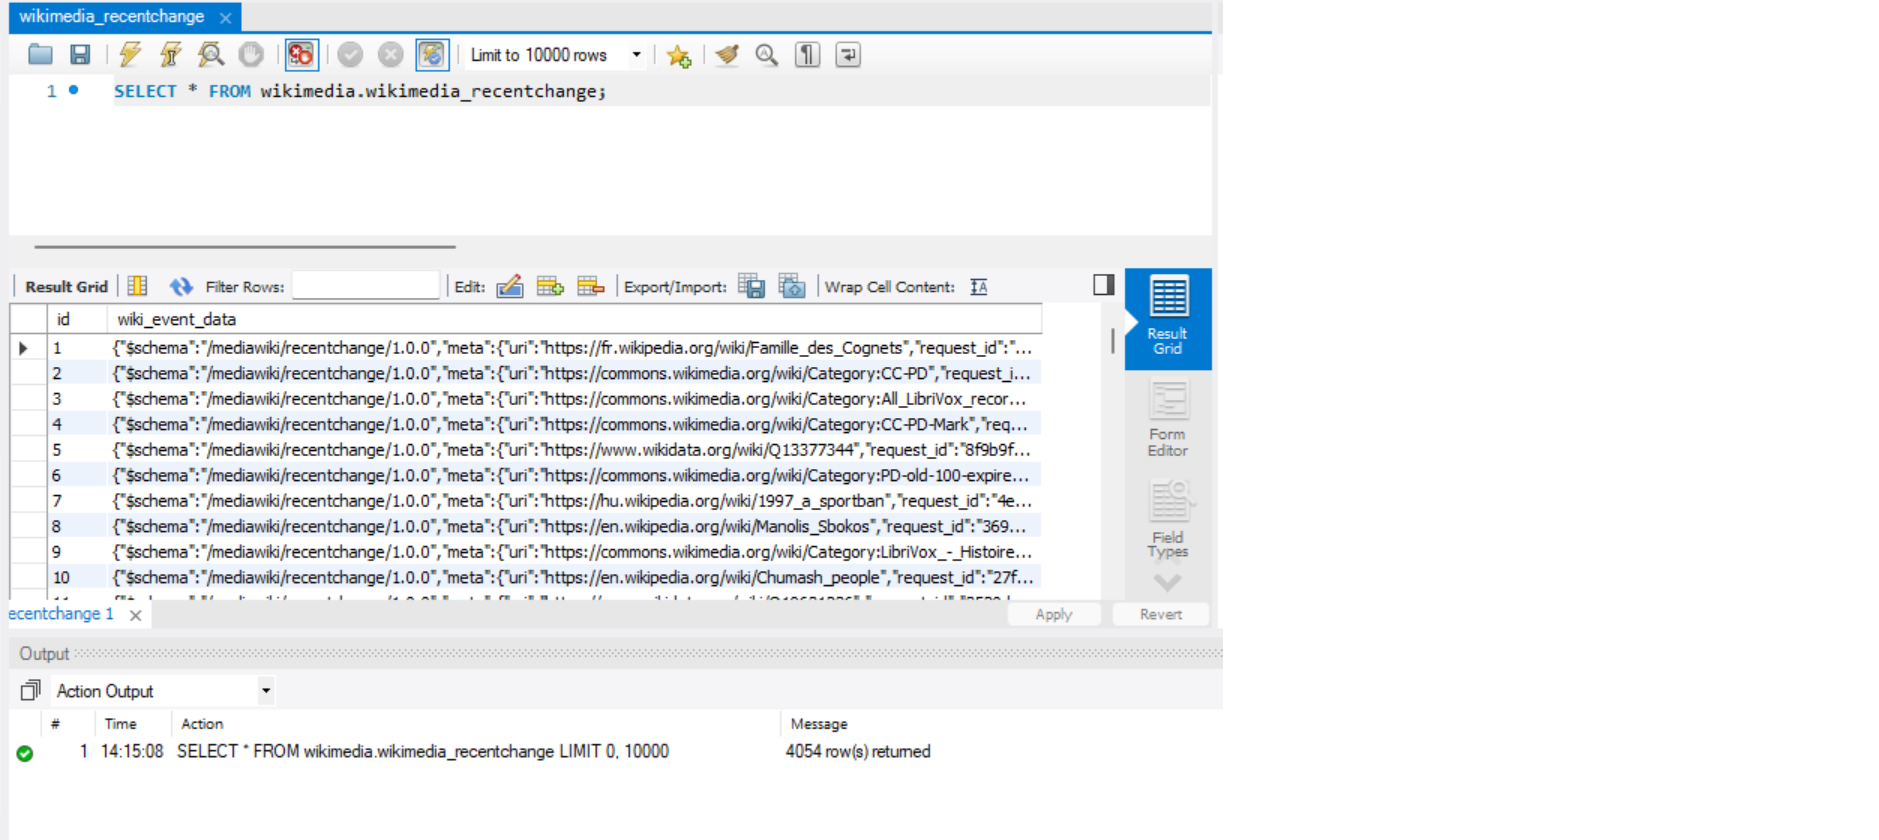 wikimedia_recentchange
Limit to 10000 rows
1 SELECT * FROM wikimedia.wikimedia_recentchange;
Result Grid Filter Rows: Edit: Export/Import: Wrap Cell Content:
id wiki_event_data
1 {"$schema":"/mediawiki/recentchange/1.0.0","meta":{"uri":"https://fr.wikipedia.org/wiki/Famille_des_Cognets","request_id":"...
2 {"$schema":"/mediawiki/recentchange/1.0.0","meta":{"uri":"https://commons.wikimedia.org/wiki/Category:CC-PD","request_i...
3 {"$schema":"/mediawiki/recentchange/1.0.0","meta":{"uri":"https://commons.wikimedia.org/wiki/Category:All_LibriVox_recor...
4 {"$schema":"/mediawiki/recentchange/1.0.0","meta":{"uri":"https://commons.wikimedia.org/wiki/Category:CC-PD-Mark","req...
5 {"$schema":"/mediawiki/recentchange/1.0.0","meta":{"uri":"https://www.wikidata.org/wiki/Q13377344","request_id":"8f9b9f...
6 {"$schema":"/mediawiki/recentchange/1.0.0","meta":{"uri":"https://commons.wikimedia.org/wiki/Category:PD-old-100-expire...
7 {"$schema":"/mediawiki/recentchange/1.0.0","meta":{"uri":"https://hu.wikipedia.org/wiki/1997_a_sportban","request_id":"4e...
8 {"$schema":"/mediawiki/recentchange/1.0.0","meta":{"uri":"https://en.wikipedia.org/wiki/Manolis_Sbokos","request_id":"369...
9 {"$schema":"/mediawiki/recentchange/1.0.0","meta":{"uri":"https://commons.wikimedia.org/wiki/Category:LibriVox_-_Histoire...
10 {"$schema":"/mediawiki/recentchange/1.0.0","meta":{"uri":"https://en.wikipedia.org/wiki/Chumash_people","request_id":"27f...
Result
Grid
Form
Editor
Field
Types
ecentchange 1 Apply Revert
Output
Action Output
# Time Action Message
1 14:15:08 SELECT * FROM wikimedia.wikimedia_recentchange LIMIT 0, 10000 4054 row(s) returned